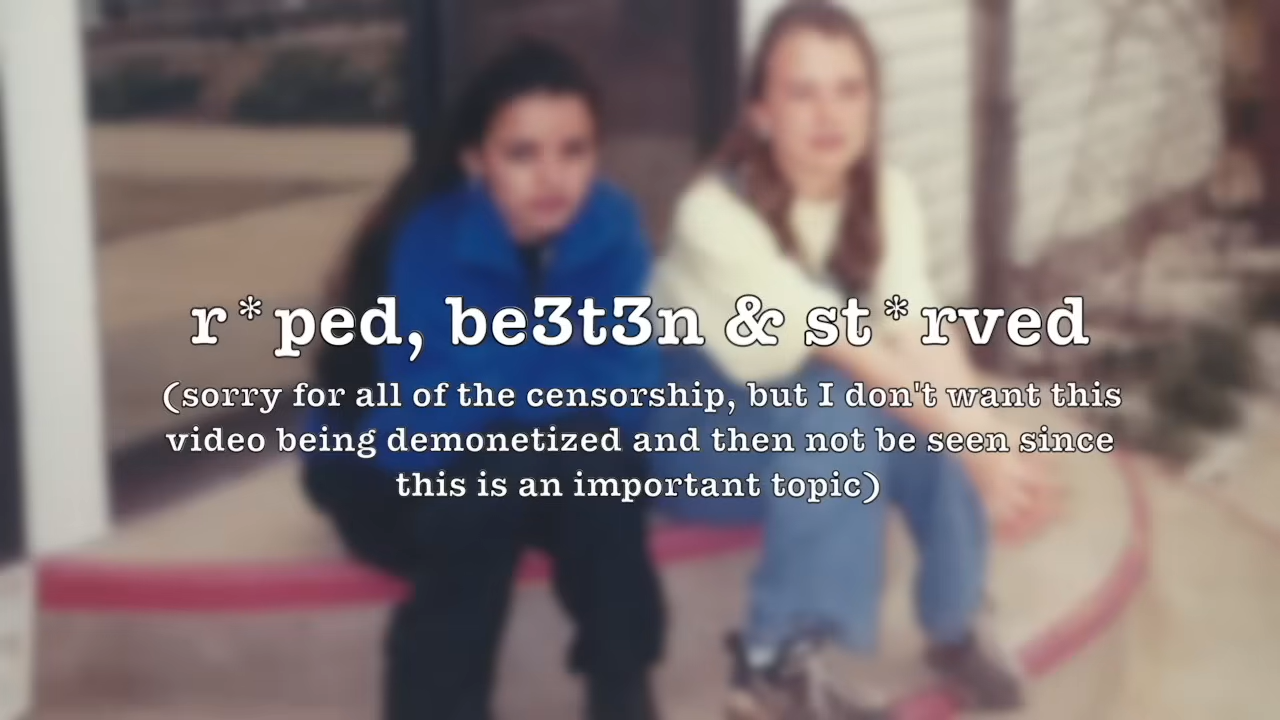 r*ped, be3t3n & st*rved
(sorry for all of the censorship, but I don't want this
video being demonetized and then not be seen since
this is an important topic)